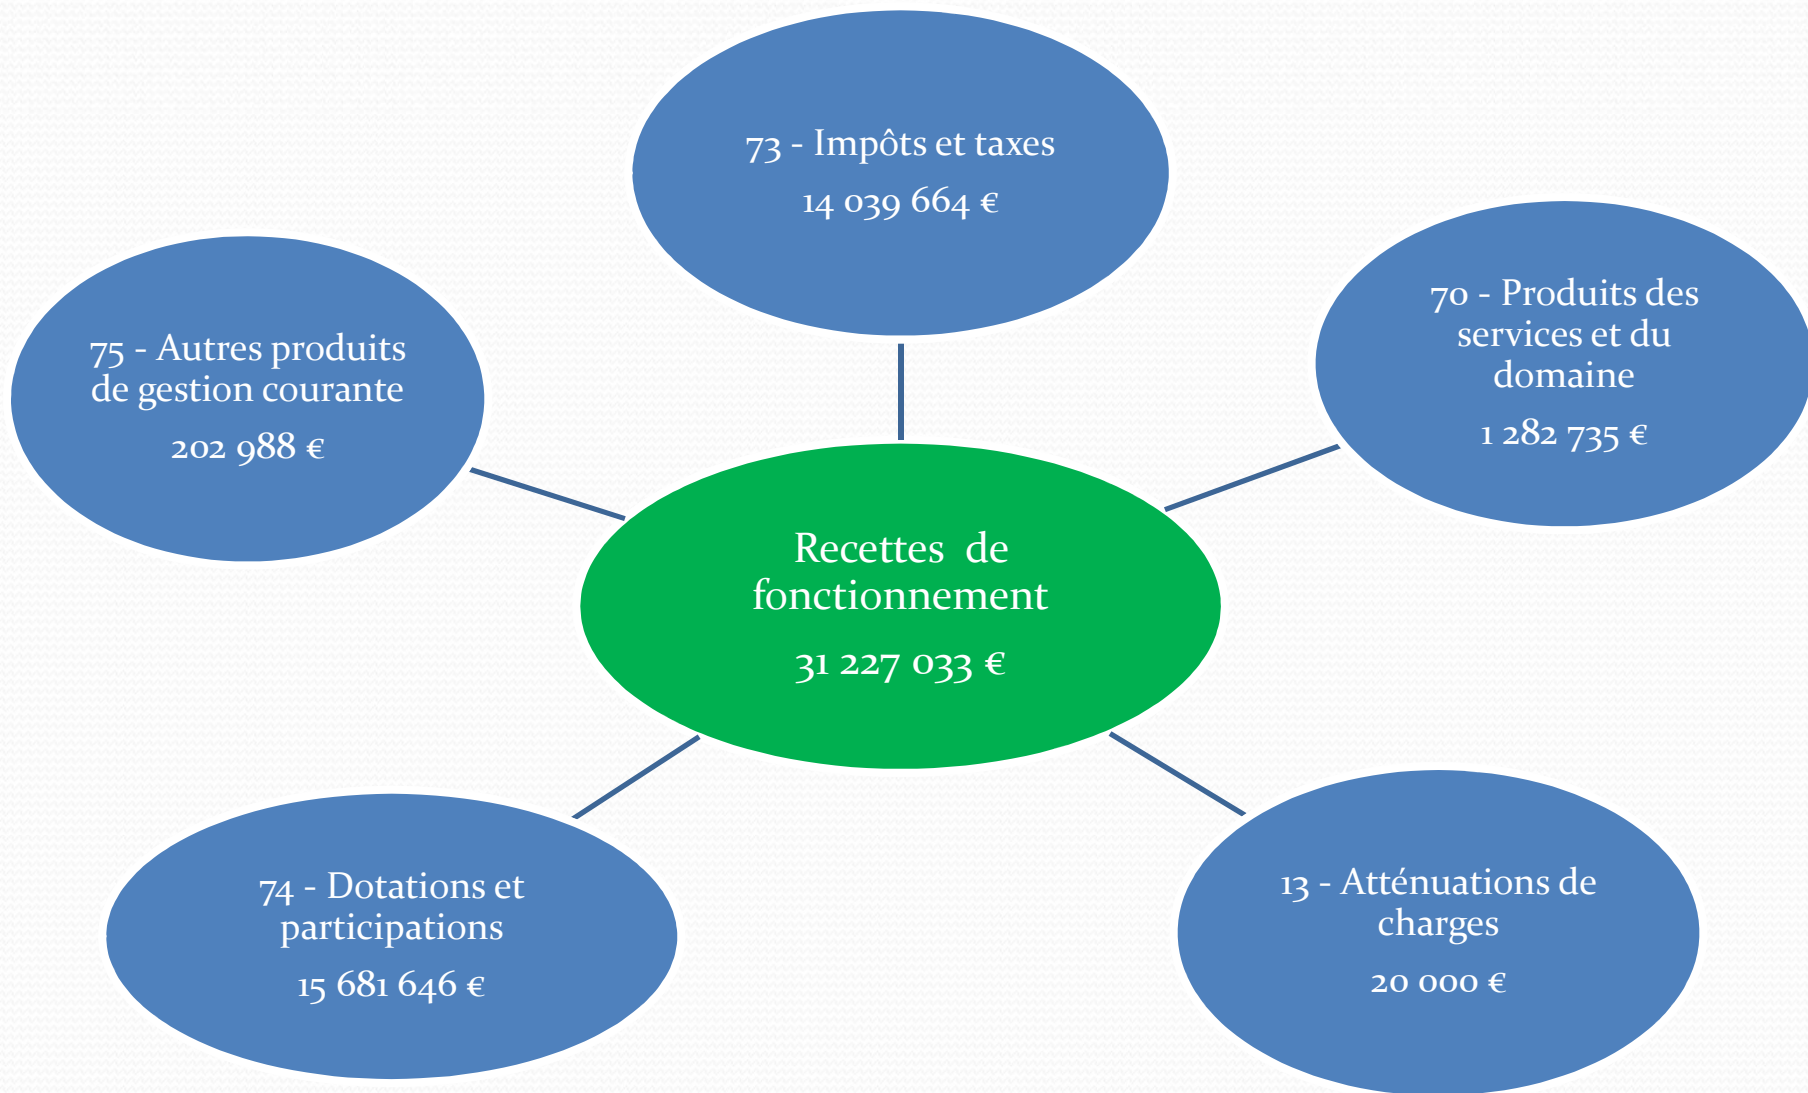 73 - Impôts et taxes
14 039 664 €
70 - Produits des
services et du
domaine
1 282 735 €
75 - Autres produits
de gestion courante
202 988 €
Recettes de
fonctionnement
31 227 033 €
74 - Dotations et
participations
15 681 646 €
13 - Atténuations de
charges
20 000 €